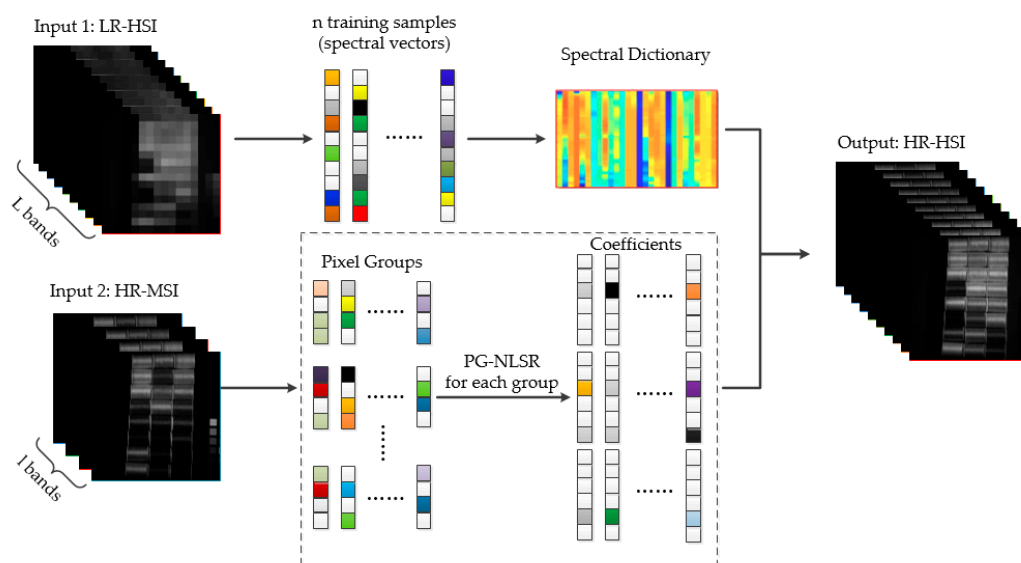 Input 1: LR-HSI
L bands
n training samples
(spectral vectors)
......
Spectral Dictionary
Output: HR-HSI
Input 2: HR-MSI
l bands
Pixel Groups
......
......
......
......
PG-NLSR
for each group
Coefficients
......
......
......